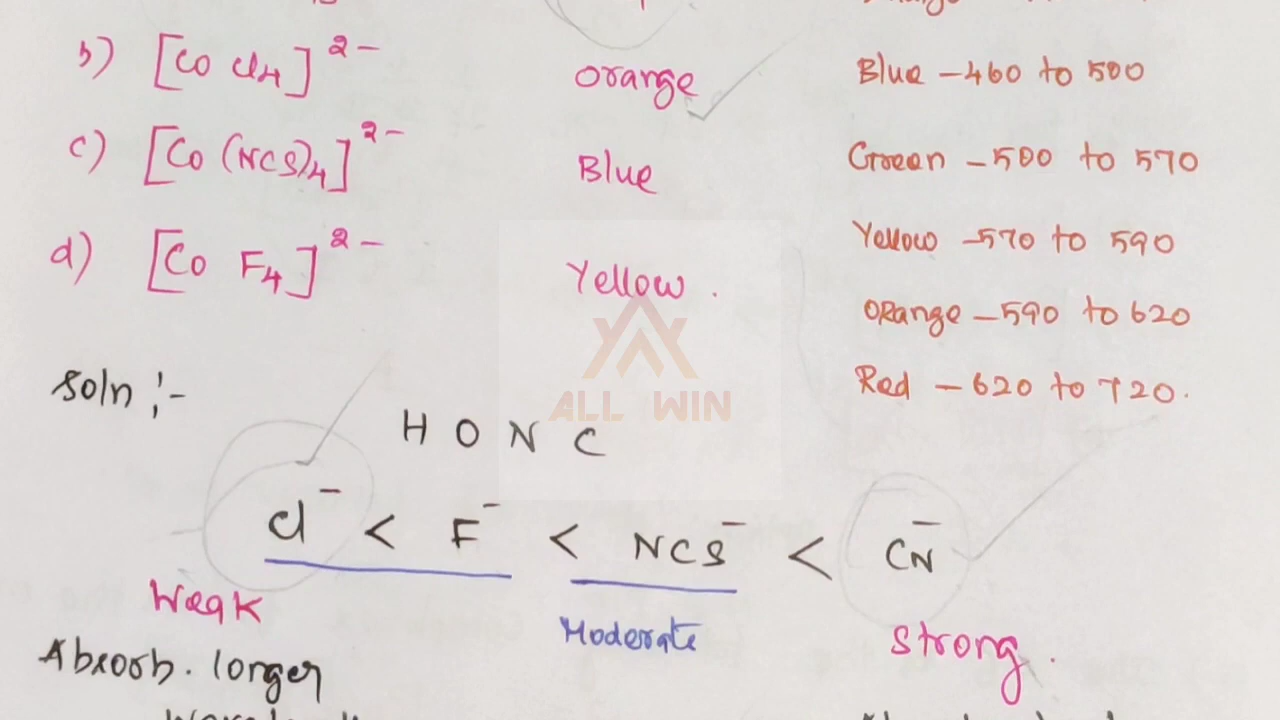 b) [Co Cl4]2- Orange Blue - 460 to 500
c) [Co (NCS)4]2- Blue Green - 500 to 570
d) [Co F4]2- Yellow. Yellow - 570 to 590
ORange - 590 to 620
Red - 620 to 720.
Soln :-
H O N C
ALL WIN
Cl- < F- < NCS- < CN-
Weak Moderate Strong.
Absorb. longer